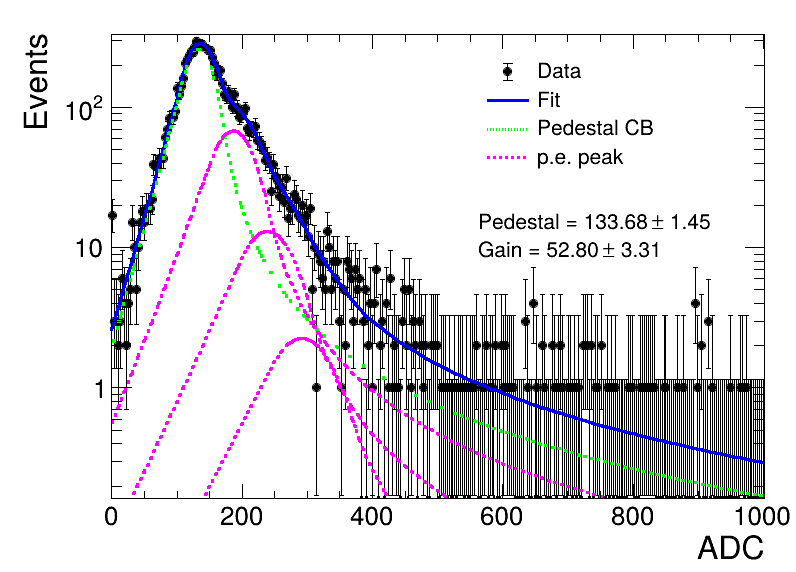 Events
10²
10
1
Data
Fit
Pedestal CB
p.e. peak
Pedestal = 133.68 ± 1.45
Gain = 52.80 ± 3.31
0 200 400 600 800 1000
ADC